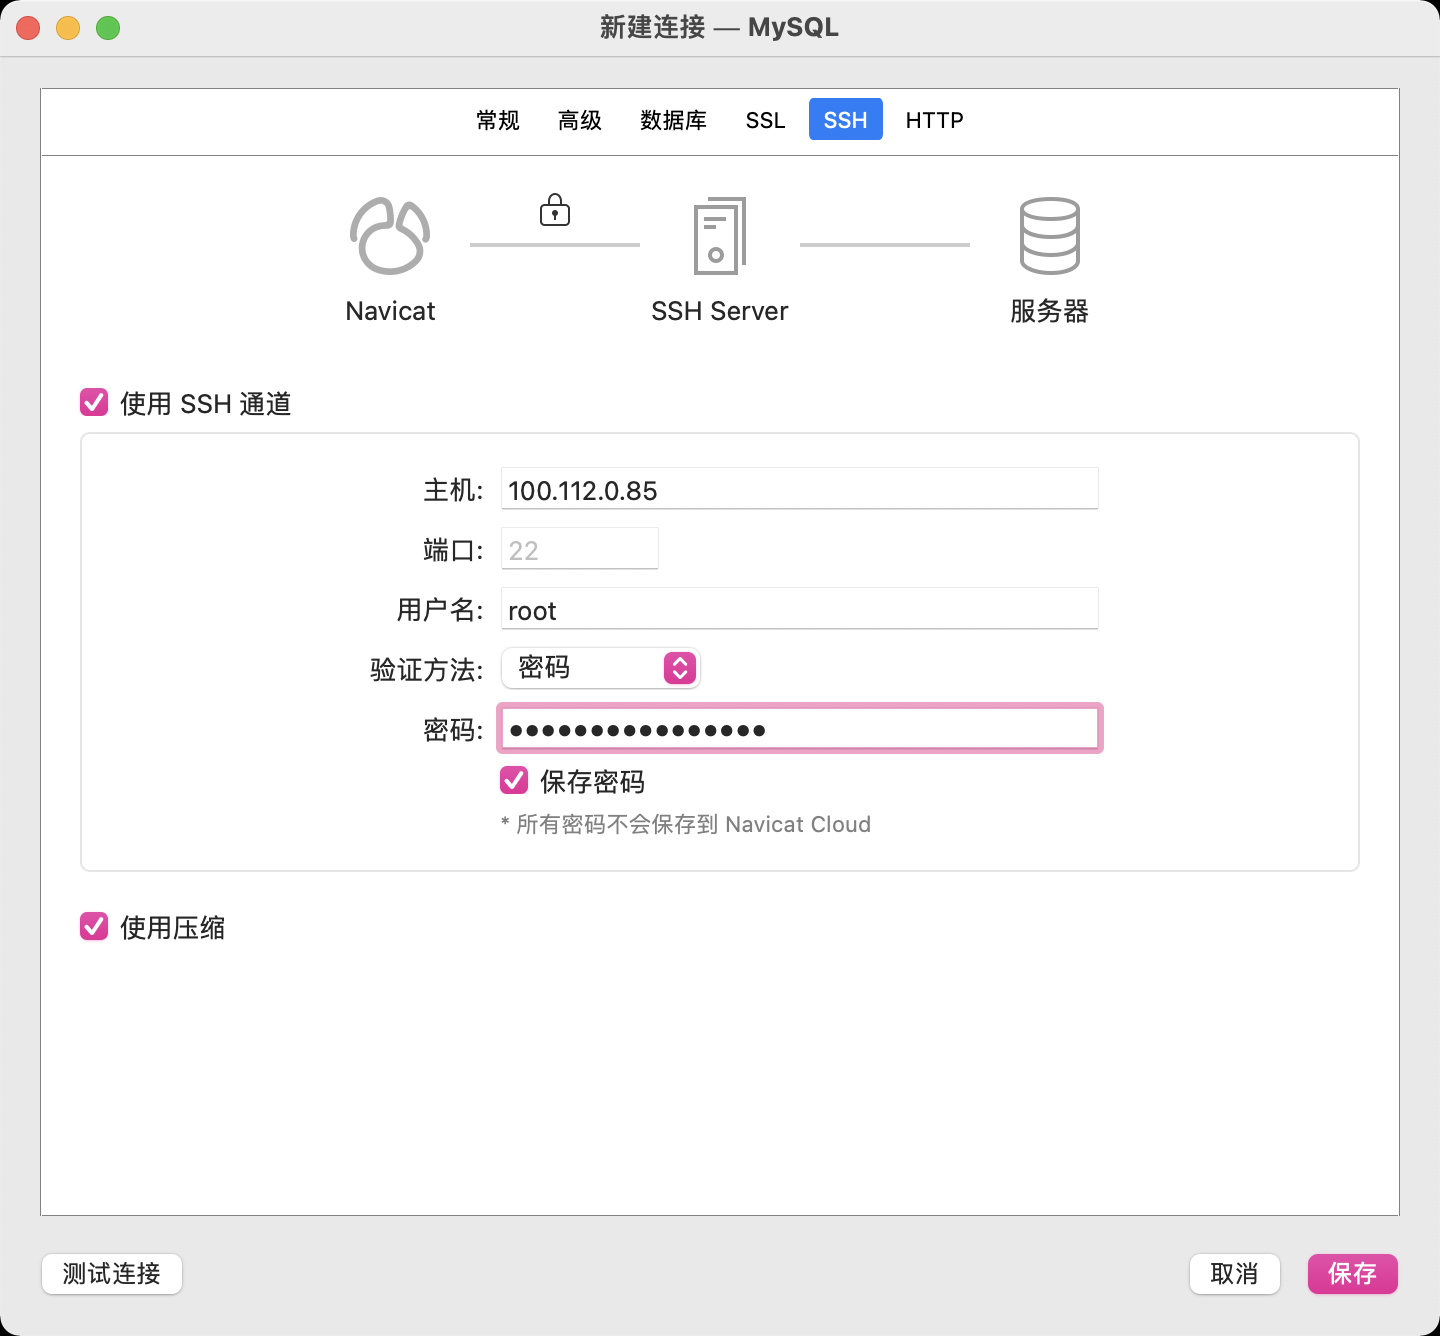 新建连接 — MySQL
常规 高级 数据库 SSL SSH HTTP
Navicat SSH Server 服务器
使用 SSH 通道
主机: 100.112.0.85
端口: 22
用户名: root
验证方法: 密码
密码: ••••••••••••••••
保存密码
* 所有密码不会保存到 Navicat Cloud
使用压缩
测试连接 取消 保存